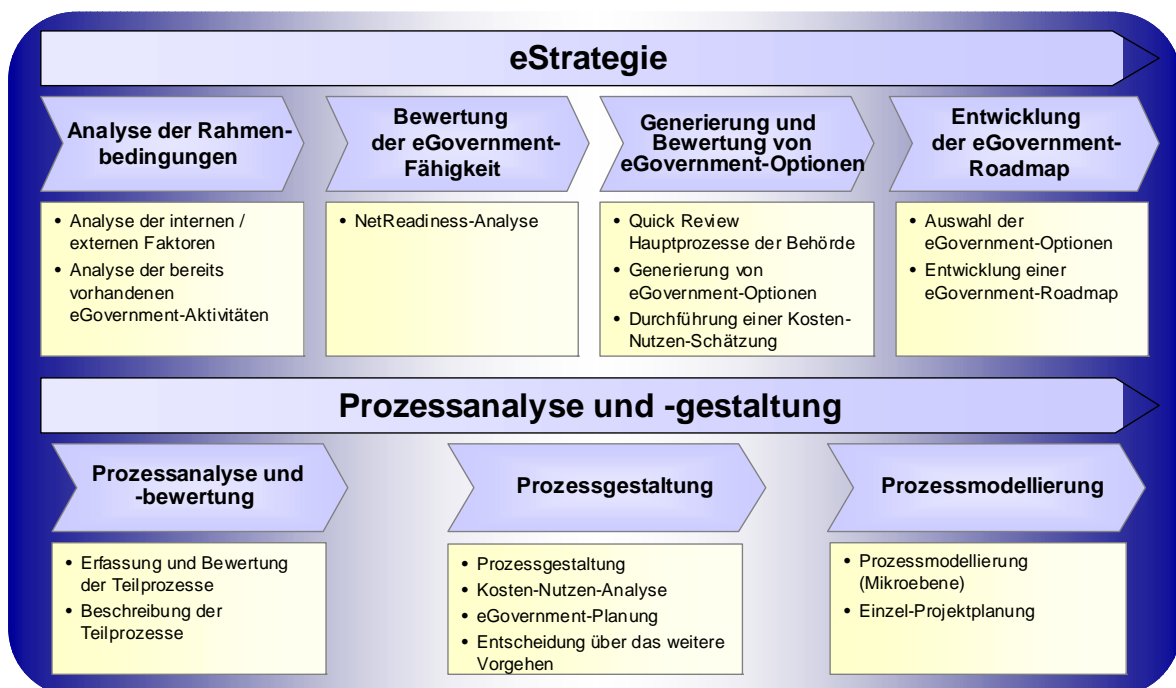 eStrategie
Analyse der Rahmen-
bedingungen
Bewertung
der eGovernment-
Fähigkeit
Generierung und
Bewertung von
eGovernment-Optionen
Entwicklung
der eGovernment-
Roadmap
• Analyse der internen /
externen Faktoren
• Analyse der bereits
vorhandenen
eGovernment-Aktivitäten
• NetReadiness-Analyse
• Quick Review
Hauptprozesse der Behörde
• Generierung von
eGovernment-Optionen
• Durchführung einer Kosten-
Nutzen-Schätzung
• Auswahl der
eGovernment-Optionen
• Entwicklung einer
eGovernment-Roadmap
Prozessanalyse und -gestaltung
Prozessanalyse und
-bewertung
Prozessgestaltung
Prozessmodellierung
• Erfassung und Bewertung
der Teilprozesse
• Beschreibung der
Teilprozesse
• Prozessgestaltung
• Kosten-Nutzen-Analyse
• eGovernment-Planung
• Entscheidung über das weitere
Vorgehen
• Prozessmodellierung
(Mikroebene)
• Einzel-Projektplanung